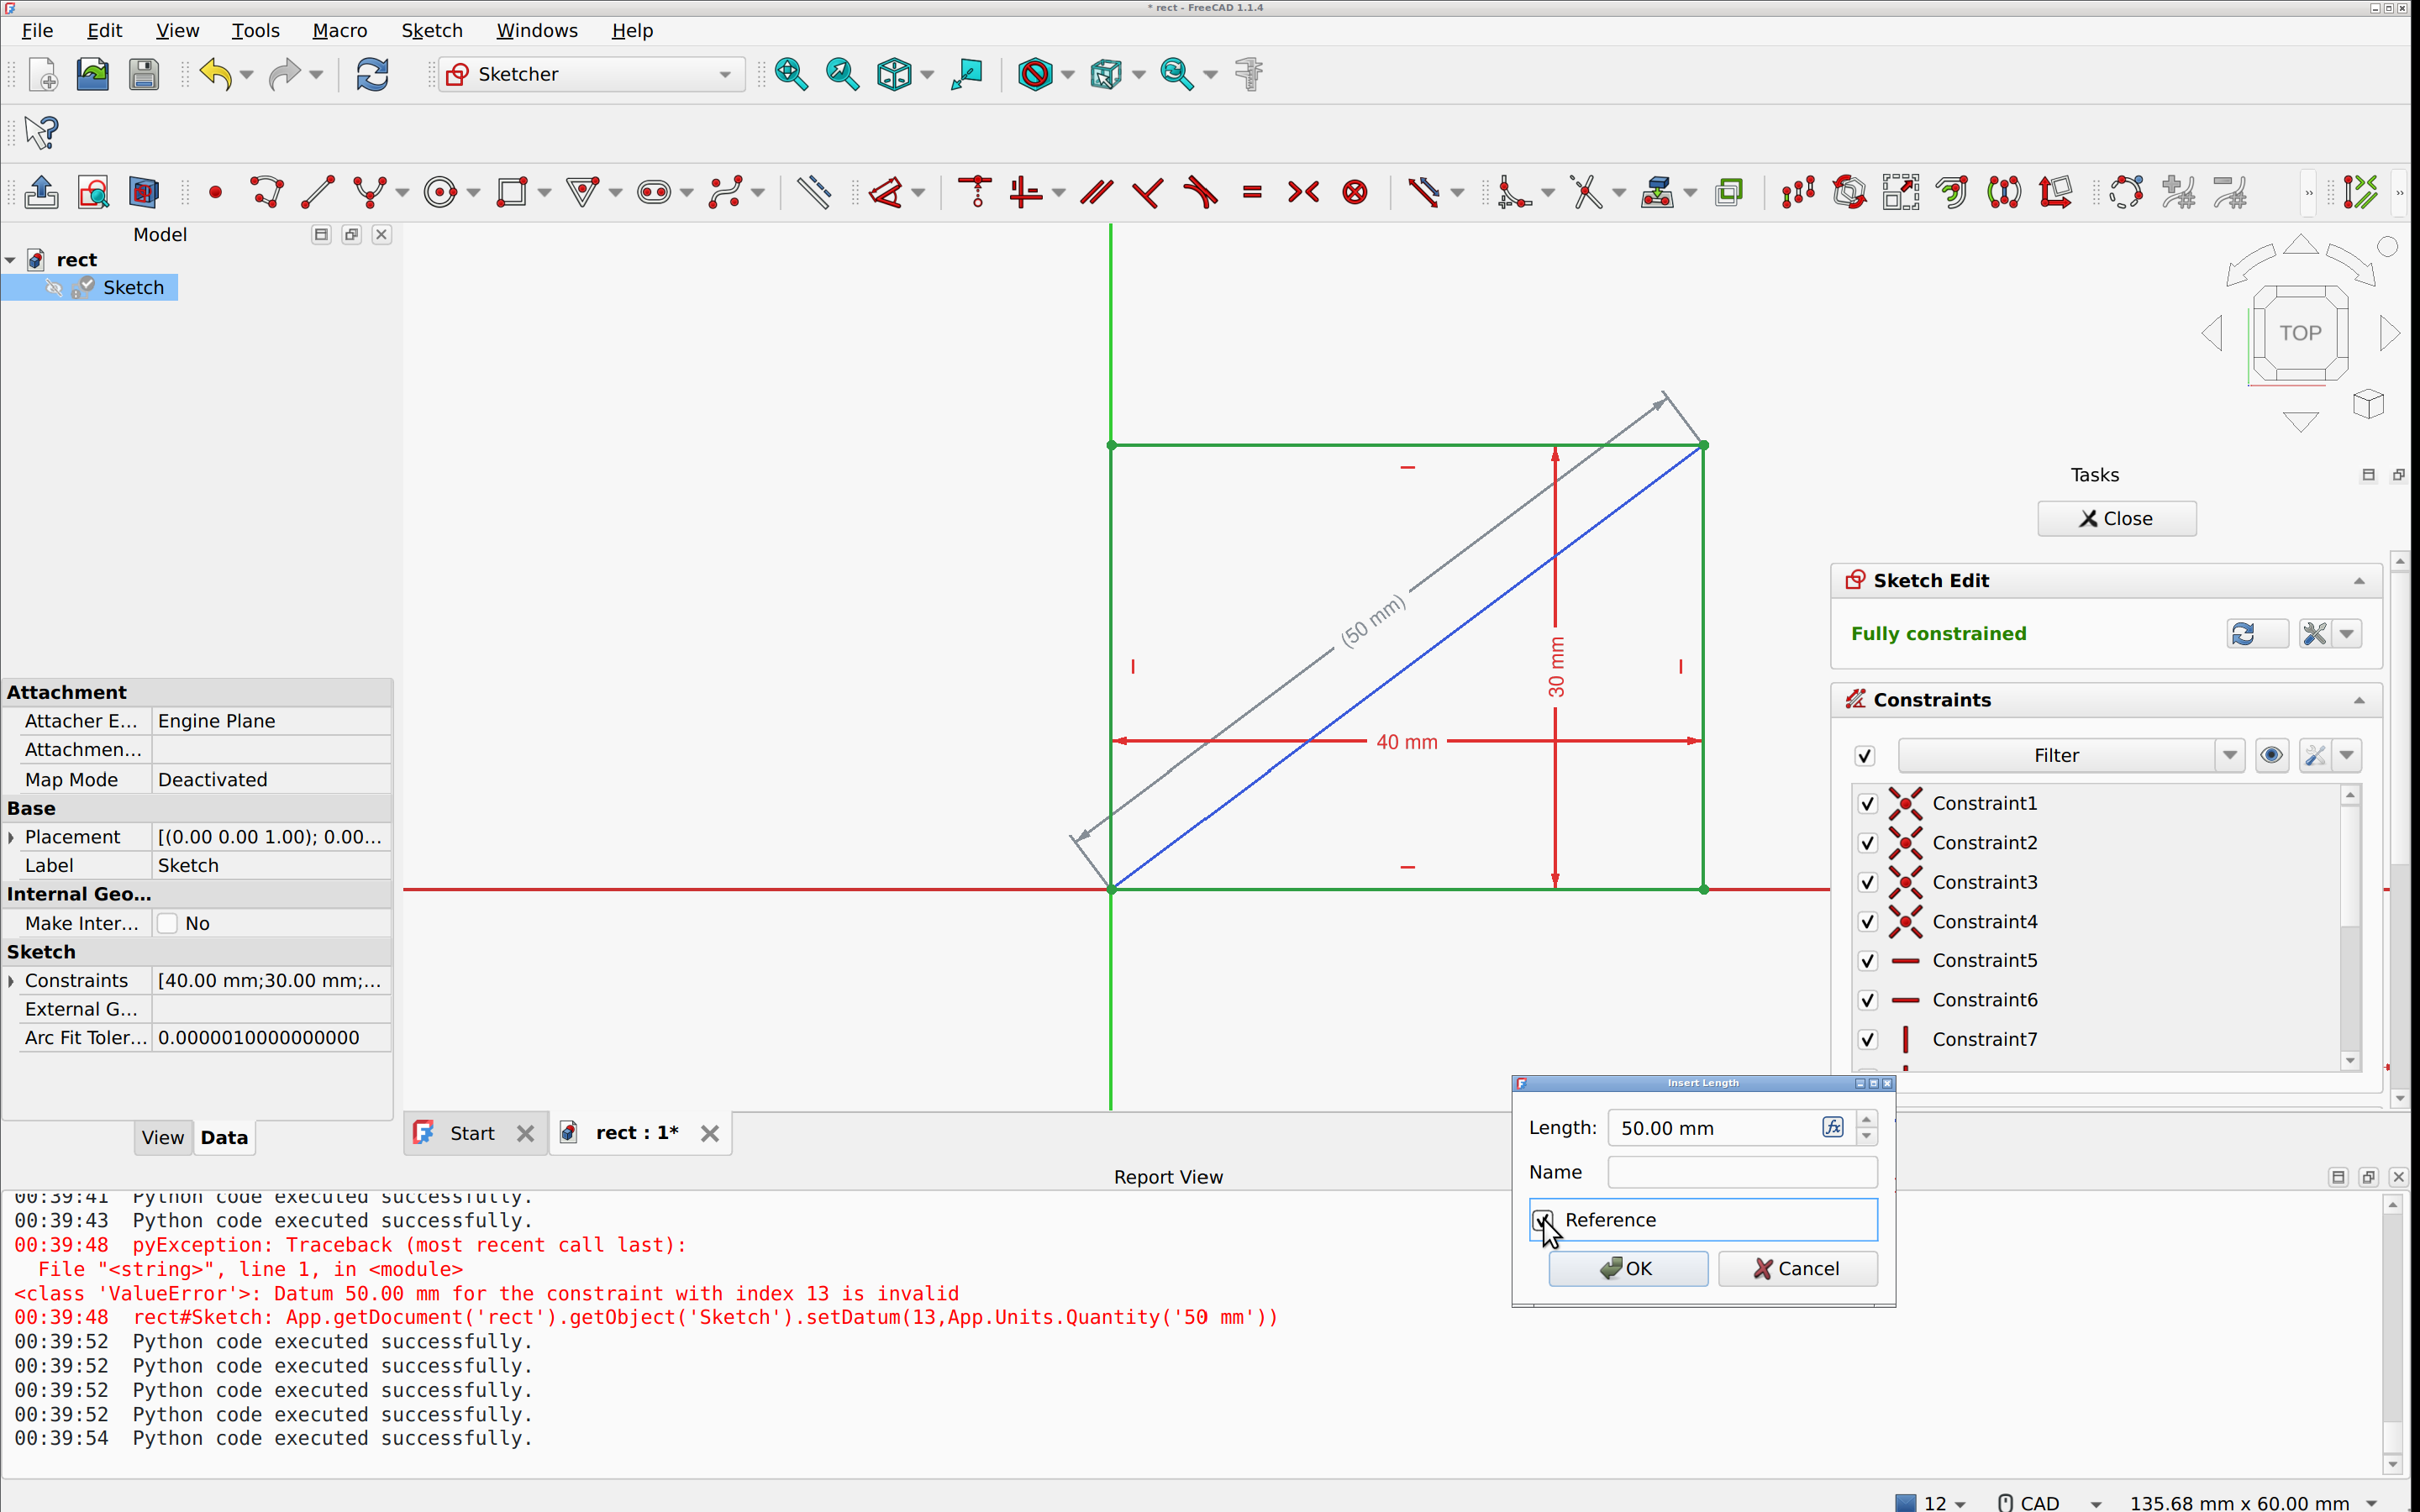 * rect - FreeCAD 1.1.4
File Edit View Tools Macro Sketch Windows Help
Sketcher
Model
rect
Sketch
TOP
(50 mm)
30 mm
40 mm
Tasks
Close
Sketch Edit
Fully constrained
Constraints
Filter
Constraint1
Constraint2
Constraint3
Constraint4
Constraint5
Constraint6
Constraint7
Attachment
Attacher E... Engine Plane
Attachmen...
Map Mode Deactivated
Base
Placement [(0.00 0.00 1.00); 0.00...
Label Sketch
Internal Geo...
Make Inter... No
Sketch
Constraints [40.00 mm;30.00 mm;...
External G...
Arc Fit Toler... 0.0000010000000000
View Data
Start rect : 1*
Insert Length
Length: 50.00 mm
Name
Reference
OK Cancel
Report View
00:39:41 Python code executed successfully.
00:39:43 Python code executed successfully.
00:39:48 pyException: Traceback (most recent call last):
File "<string>", line 1, in <module>
<class 'ValueError'>: Datum 50.00 mm for the constraint with index 13 is invalid
00:39:48 rect#Sketch: App.getDocument('rect').getObject('Sketch').setDatum(13,App.Units.Quantity('50 mm'))
00:39:52 Python code executed successfully.
00:39:52 Python code executed successfully.
00:39:52 Python code executed successfully.
00:39:52 Python code executed successfully.
00:39:54 Python code executed successfully.
12 CAD 135.68 mm x 60.00 mm